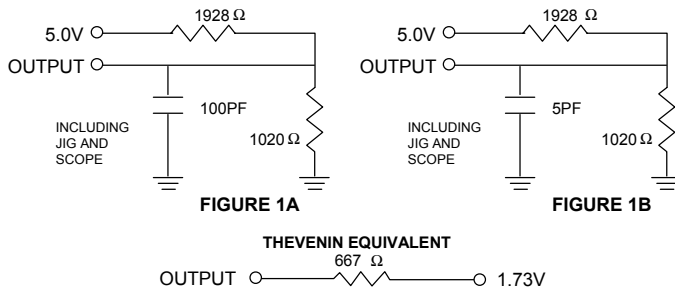 1928 Ω
5.0V
OUTPUT
100PF
INCLUDING
JIG AND
SCOPE
1020 Ω
FIGURE 1A
1928 Ω
5.0V
OUTPUT
5PF
INCLUDING
JIG AND
SCOPE
1020 Ω
FIGURE 1B
THEVENIN EQUIVALENT
667 Ω
OUTPUT 1.73V